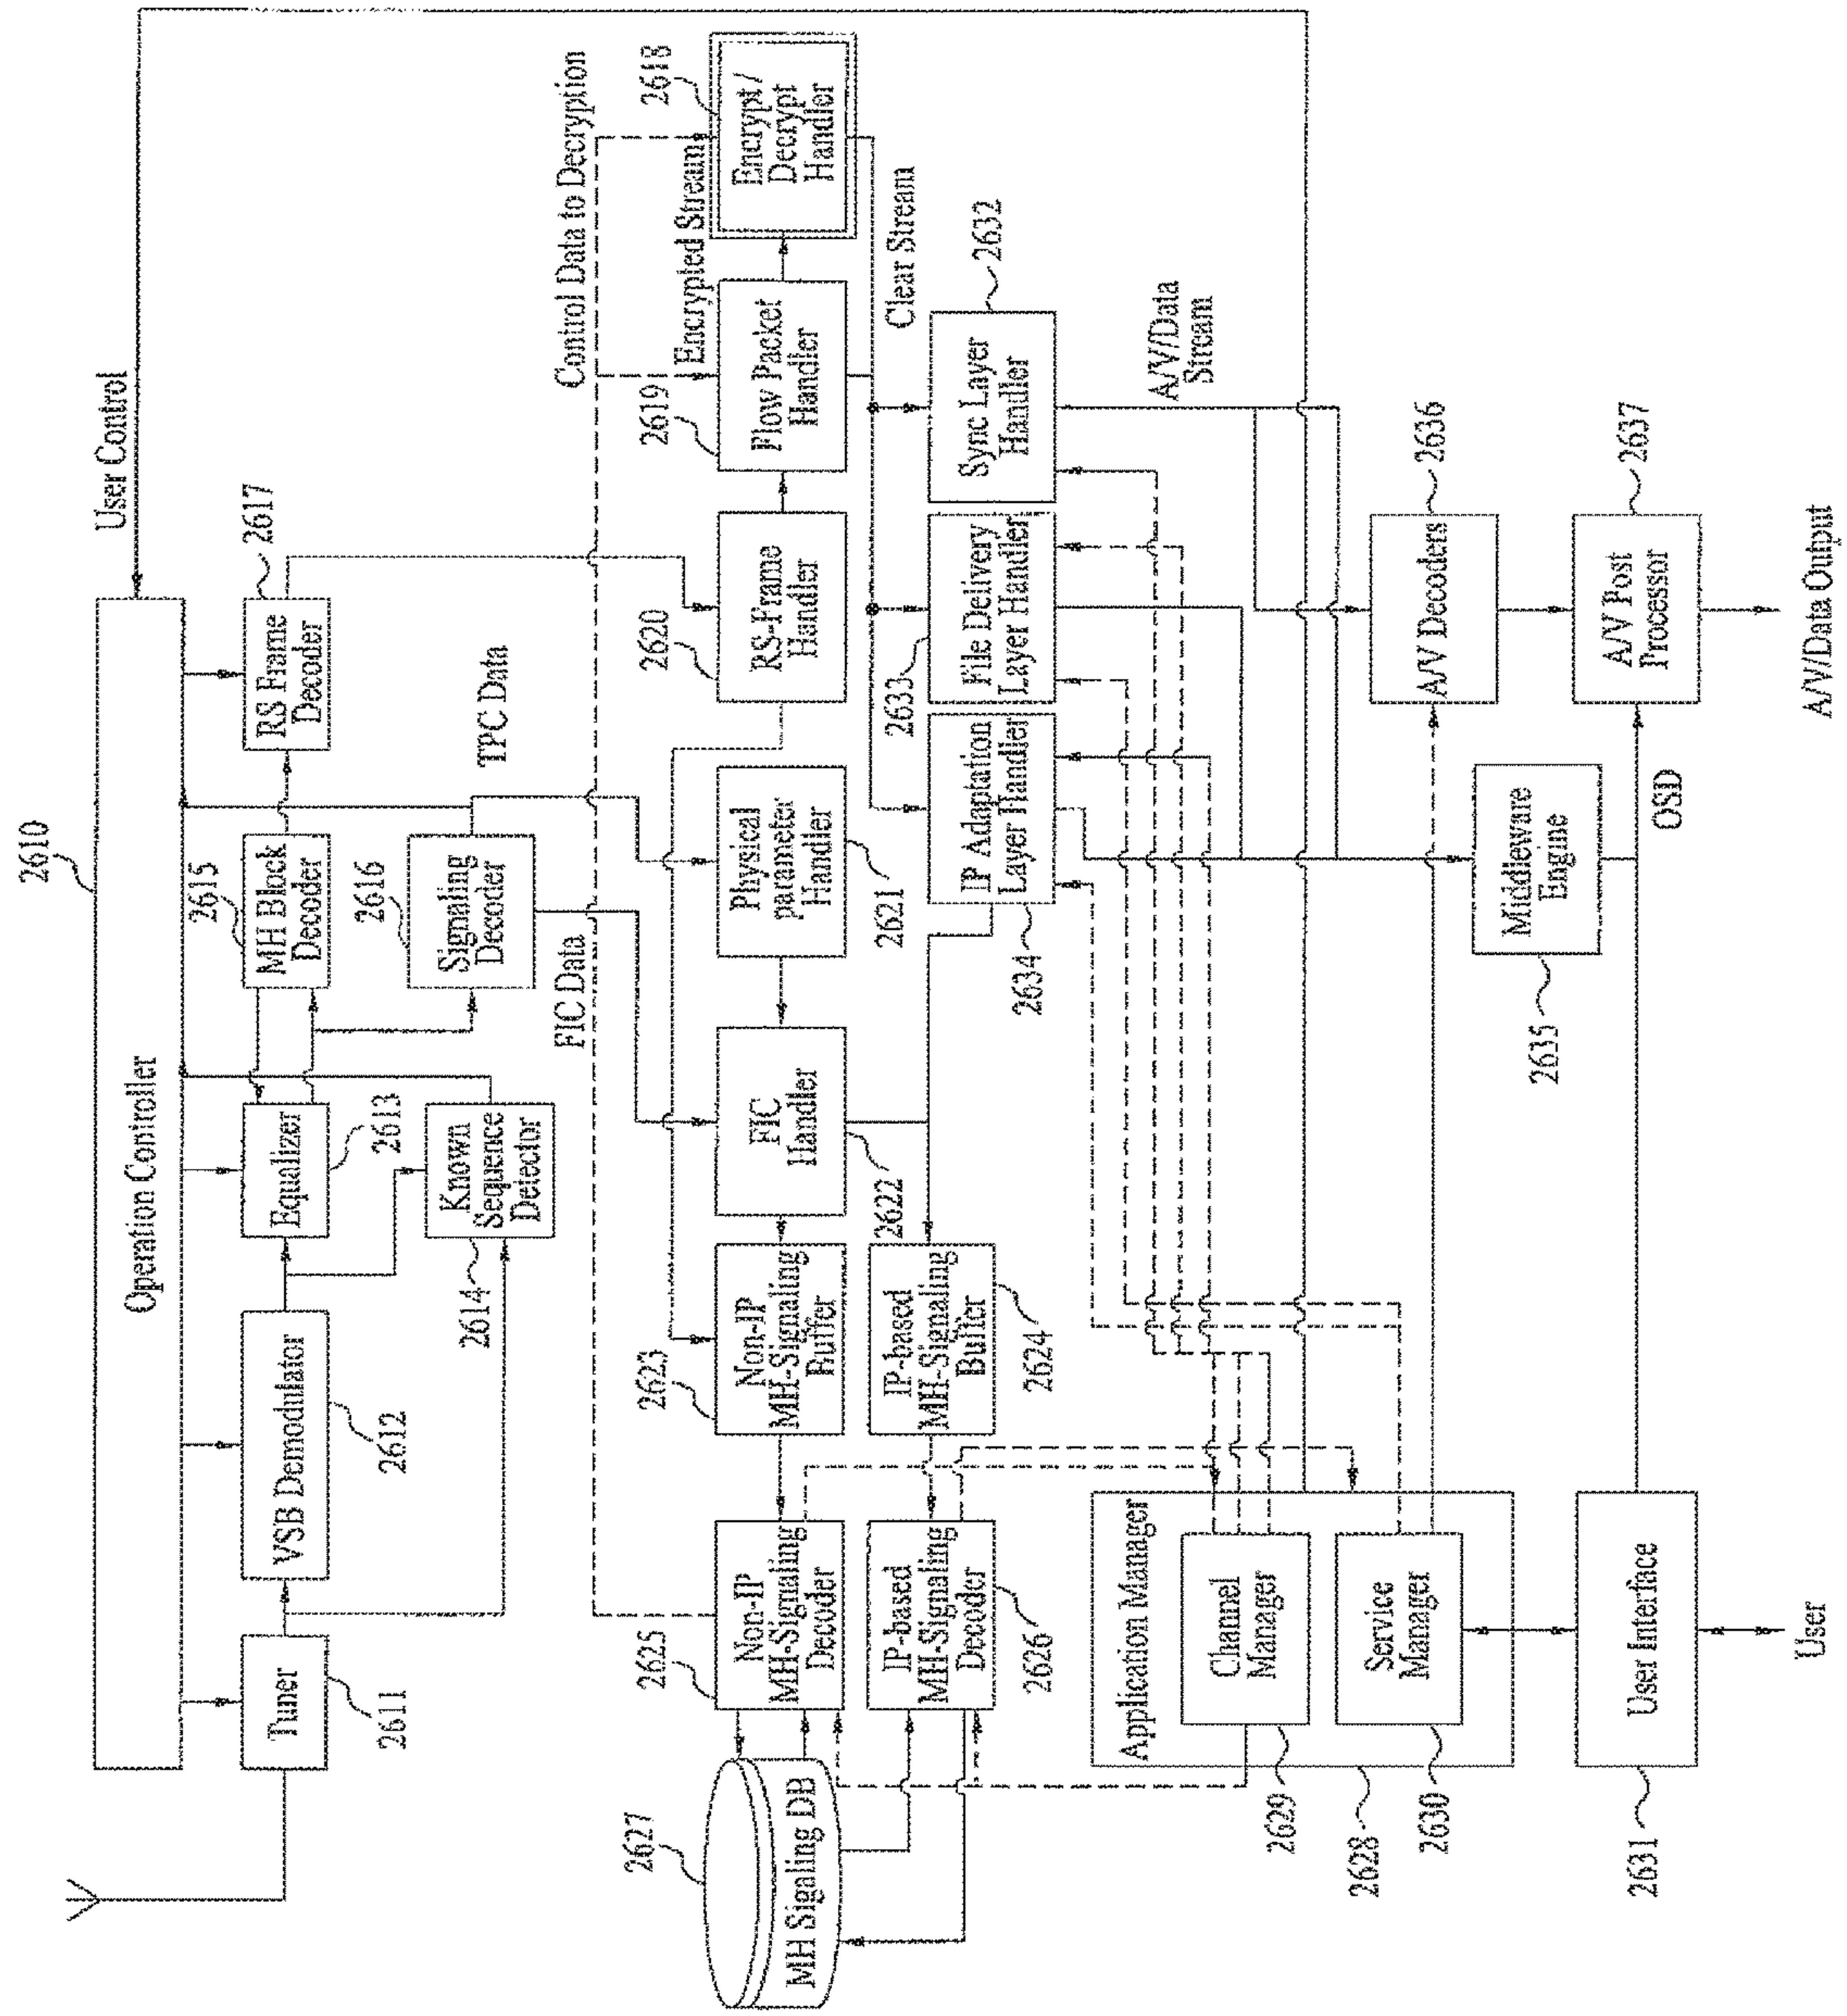 2610
User Control
Operation Controller
Tuner
2611
VSB Demodulator
2612
Equalizer
2613
Known
Sequence
Detector
2614
MH Block
Decoder
2615
Signaling
Decoder
2616
RS Frame
Decoder
2617
TPC Data
FIC Data
Control Data to Decryption
Encrypted Stream
Encrypt /
Decrypt
Handler
2618
Flow Packet
Handler
2619
RS-Frame
Handler
2620
Physical
parameter
Handler
2621
FIC
Handler
2622
Non-IP
MH-Signaling
Buffer
2623
IP-based
MH-Signaling
Buffer
2624
Non-IP
MH-Signaling
Decoder
2625
IP-based
MH-Signaling
Decoder
2626
2627
MH Signaling DB
Clear Stream
Sync Layer
Handler
2632
File Delivery
Layer Handler
2633
IP Adaptation
Layer Handler
2634
A/V/Data
Stream
Application Manager
Channel
Manager
2629
2628
Service
Manager
2630
User Interface
2631
User
Middleware
Engine
2635
OSD
A/V Decoders
2636
A/V Post
Processor
2637
A/V/Data Output